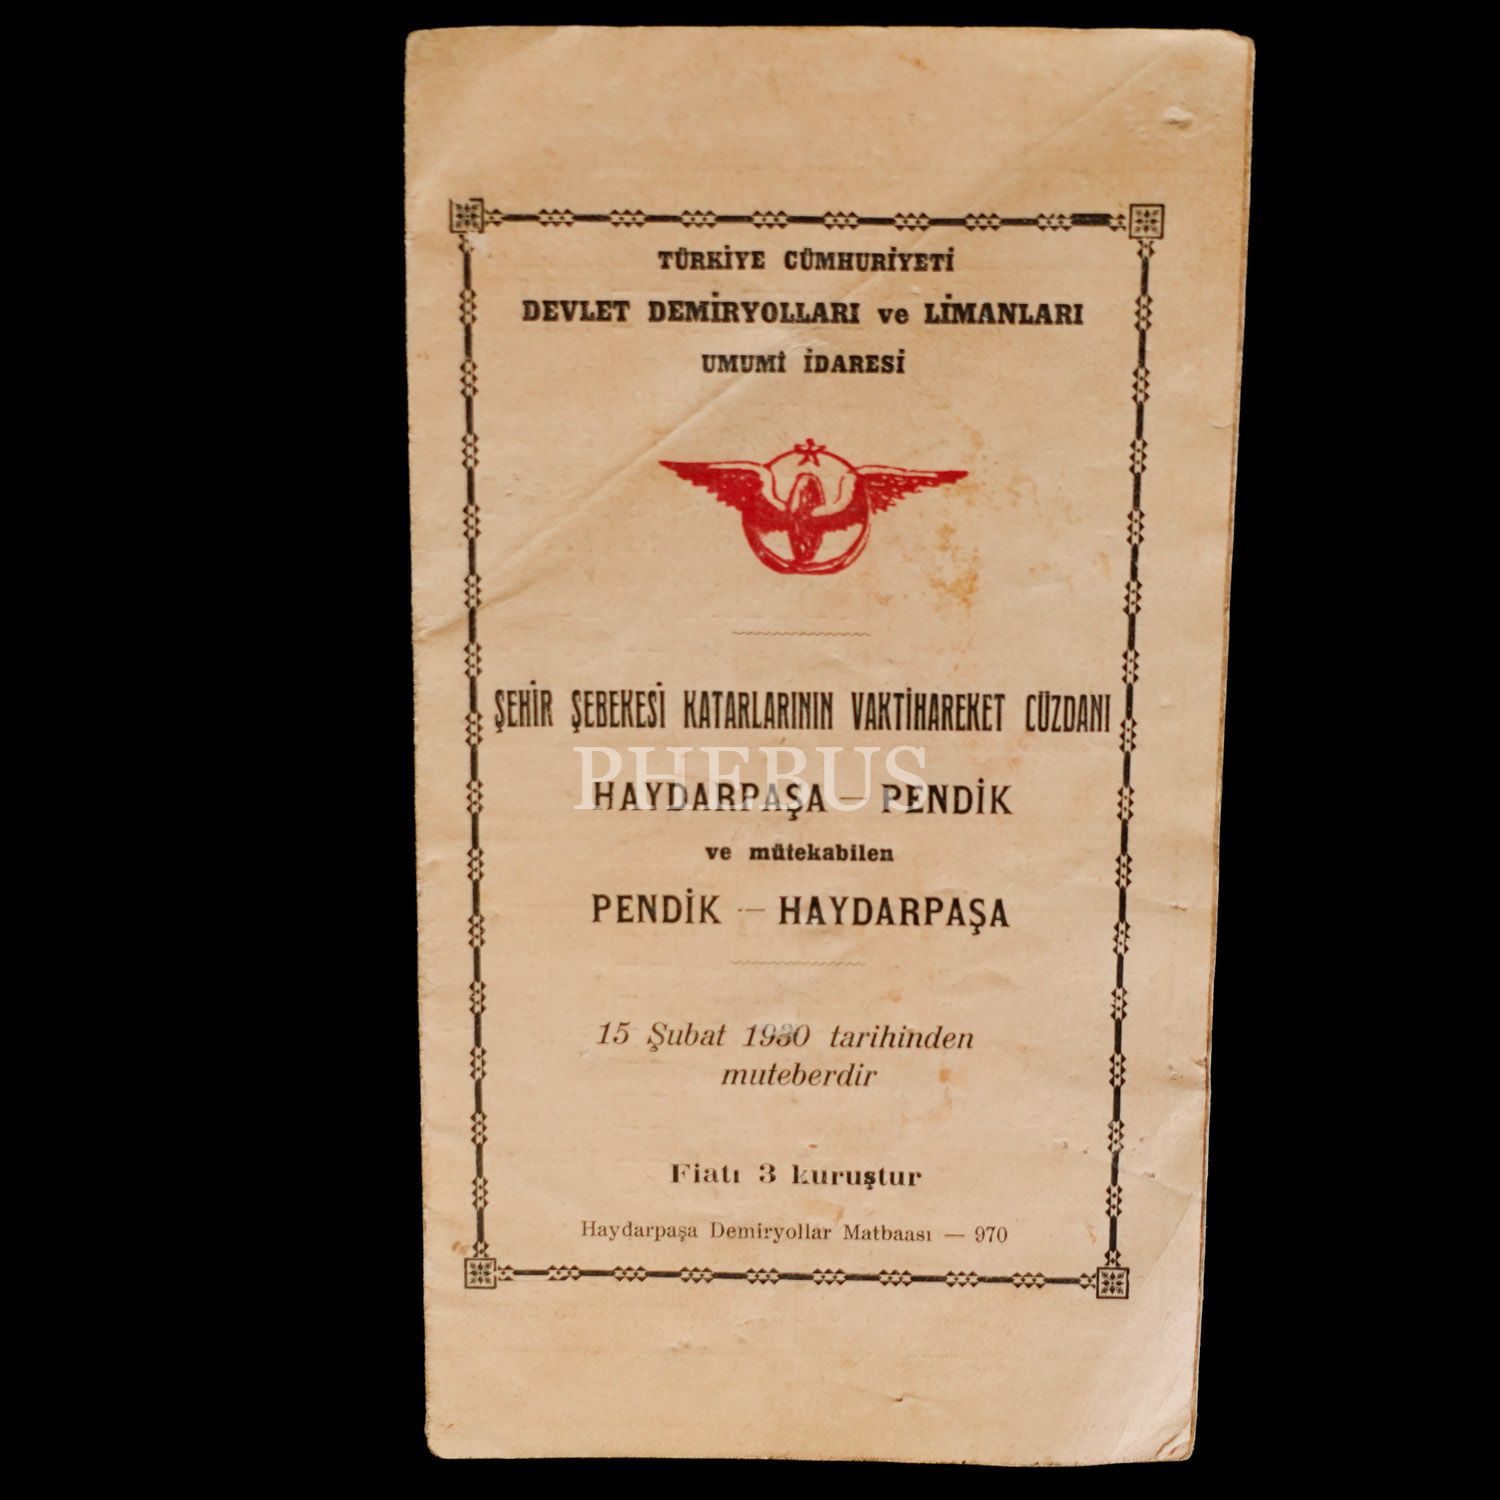 TÜRKİYE CÜMHURİYETİ
DEVLET DEMİRYOLLARI ve LİMANLARI
UMUMÎ İDARESİ
ŞEHİR ŞEBEKESİ KATARLARININ VAKTİHAREKET CÜZDANI
PHEBUS
HAYDARPAŞA — PENDİK
ve mütekabilen
PENDİK — HAYDARPAŞA
15 Şubat 1930 tarihinden
muteberdir
Fiatı 3 kuruştur
Haydarpaşa Demiryollar Matbaası — 970